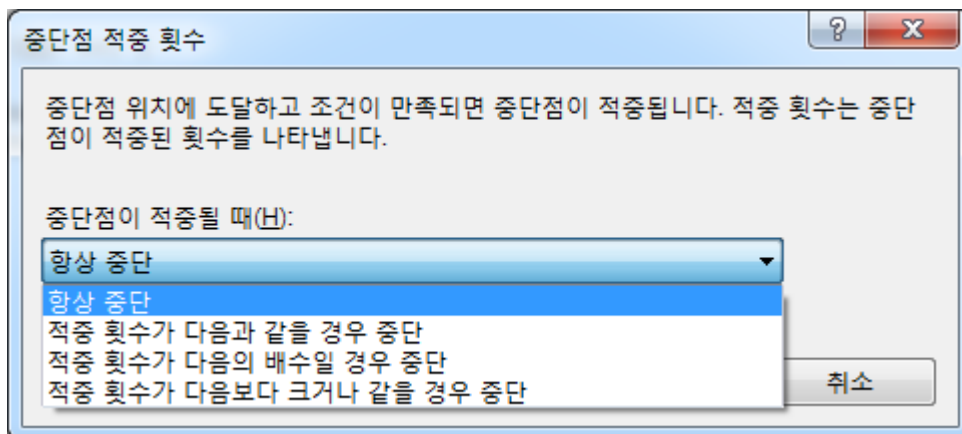 중단점 적중 횟수
중단점 위치에 도달하고 조건이 만족되면 중단점이 적중됩니다. 적중 횟수는 중단
점이 적중된 횟수를 나타냅니다.
중단점이 적중될 때(H):
항상 중단
항상 중단
적중 횟수가 다음과 같을 경우 중단
적중 횟수가 다음의 배수일 경우 중단
적중 횟수가 다음보다 크거나 같을 경우 중단
취소